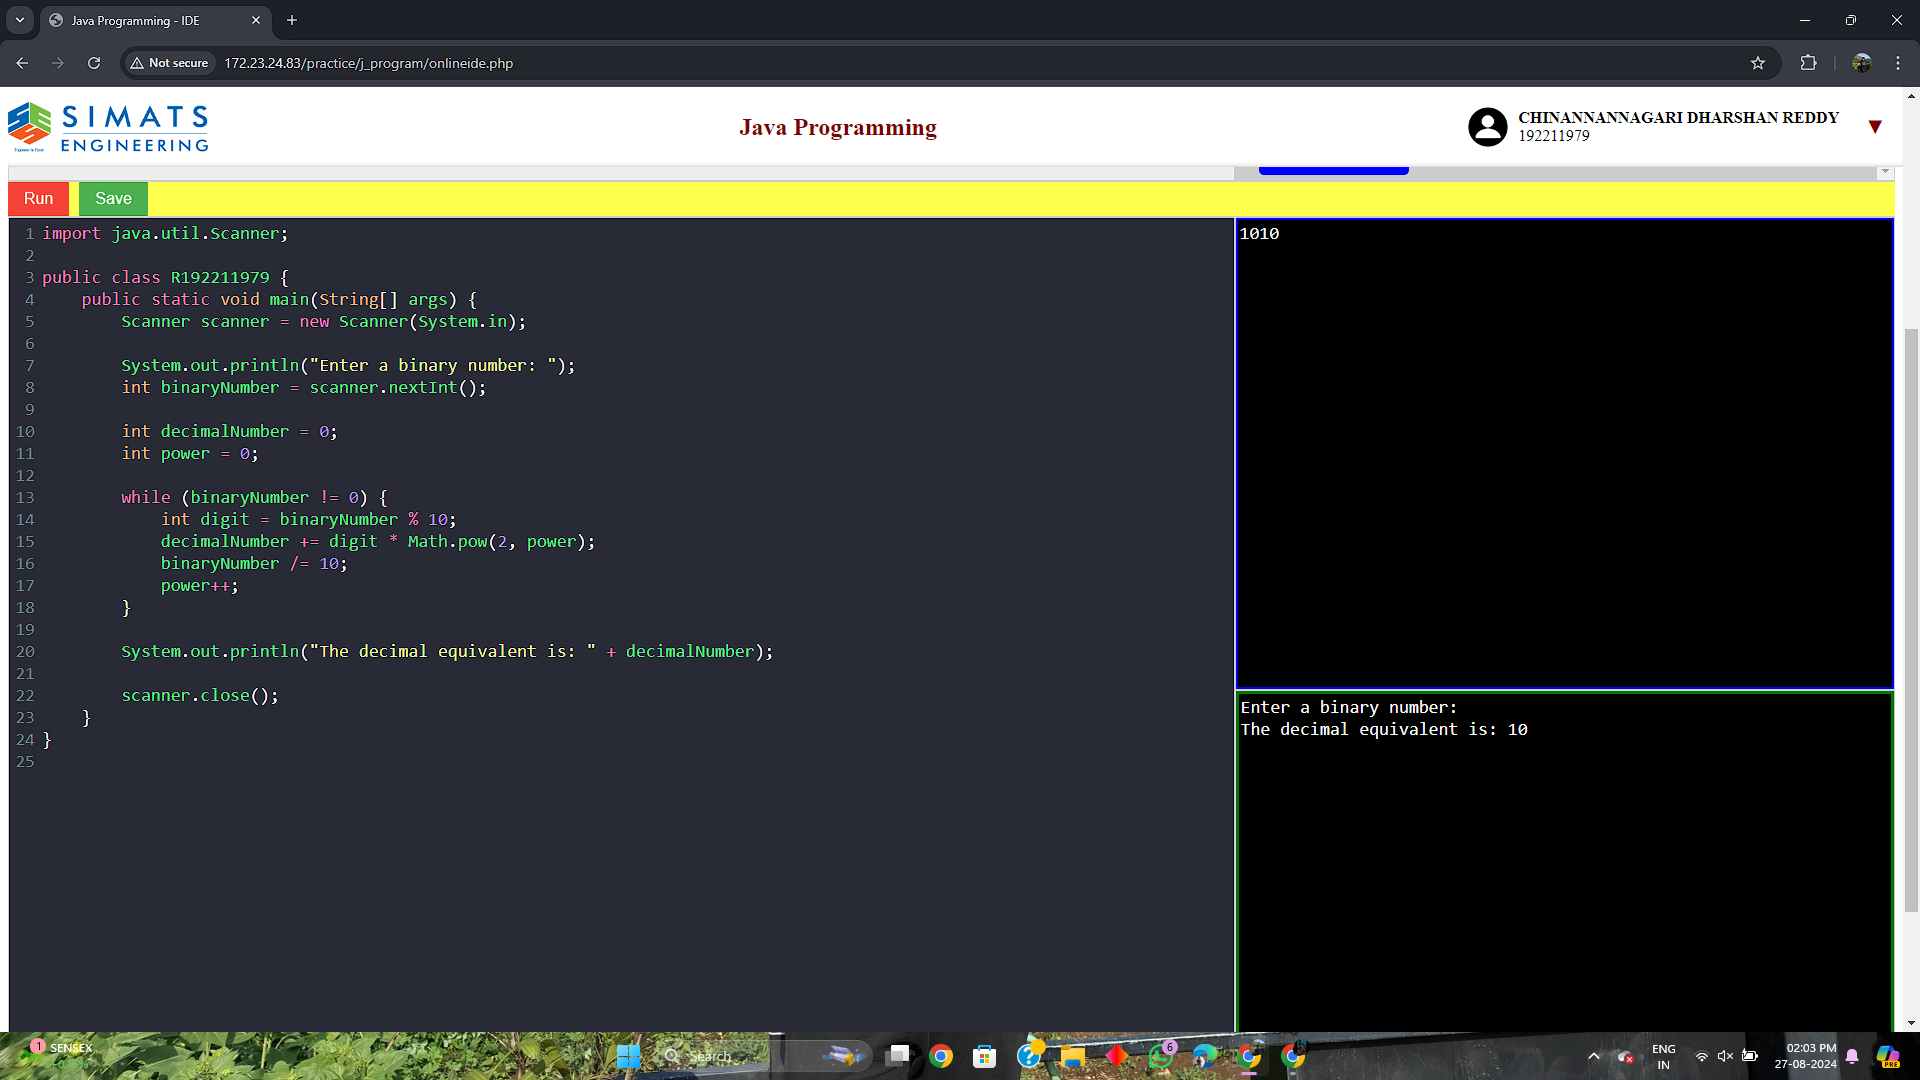 Java Programming - IDE
Not secure
172.23.24.83/practice/j_program/onlineide.php
SIMATS
ENGINEERING
Java Programming
CHINANNANNAGARI DHARSHAN REDDY
192211979
Run
Save
1 import java.util.Scanner;
2
3 public class R192211979 {
4     public static void main(String[] args) {
5         Scanner scanner = new Scanner(System.in);
6
7         System.out.println("Enter a binary number: ");
8         int binaryNumber = scanner.nextInt();
9
10         int decimalNumber = 0;
11         int power = 0;
12
13         while (binaryNumber != 0) {
14             int digit = binaryNumber % 10;
15             decimalNumber += digit * Math.pow(2, power);
16             binaryNumber /= 10;
17             power++;
18         }
19
20         System.out.println("The decimal equivalent is: " + decimalNumber);
21
22         scanner.close();
23     }
24 }
25
1010
Enter a binary number:
The decimal equivalent is: 10
1
SENSEX
Search
6
ENG
IN
02:03 PM
27-08-2024
PRE